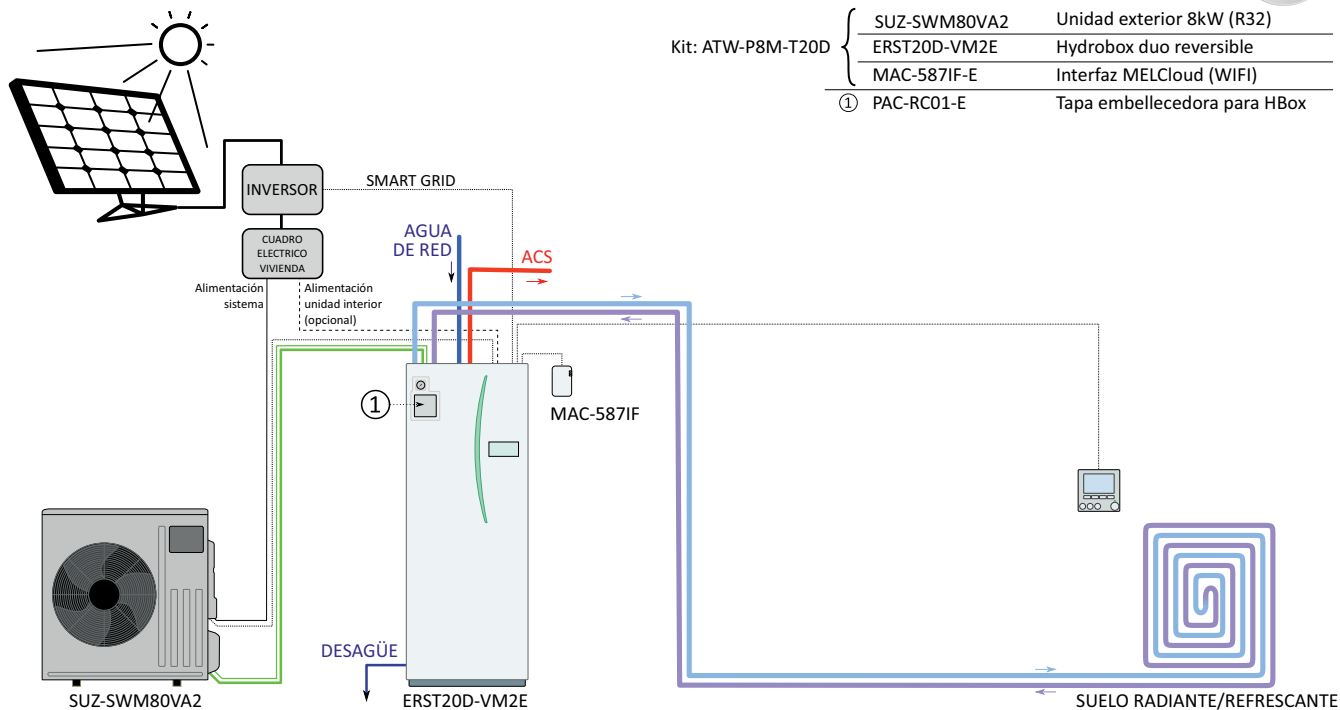 Kit: ATW-P8M-T20D
SUZ-SWM80VA2 Unidad exterior 8kW (R32)
ERST20D-VM2E Hydrobox duo reversible
MAC-587IF-E Interfaz MELCloud (WIFI)
① PAC-RC01-E Tapa embellecedora para HBox
INVERSOR
SMART GRID
CUADRO
ELECTRICO
VIVIENDA
AGUA
DE RED
ACS
Alimentación
sistema
Alimentación
unidad interior
(opcional)
①
MAC-587IF
DESAGÜE
SUZ-SWM80VA2
ERST20D-VM2E
SUELO RADIANTE/REFRESCANTE